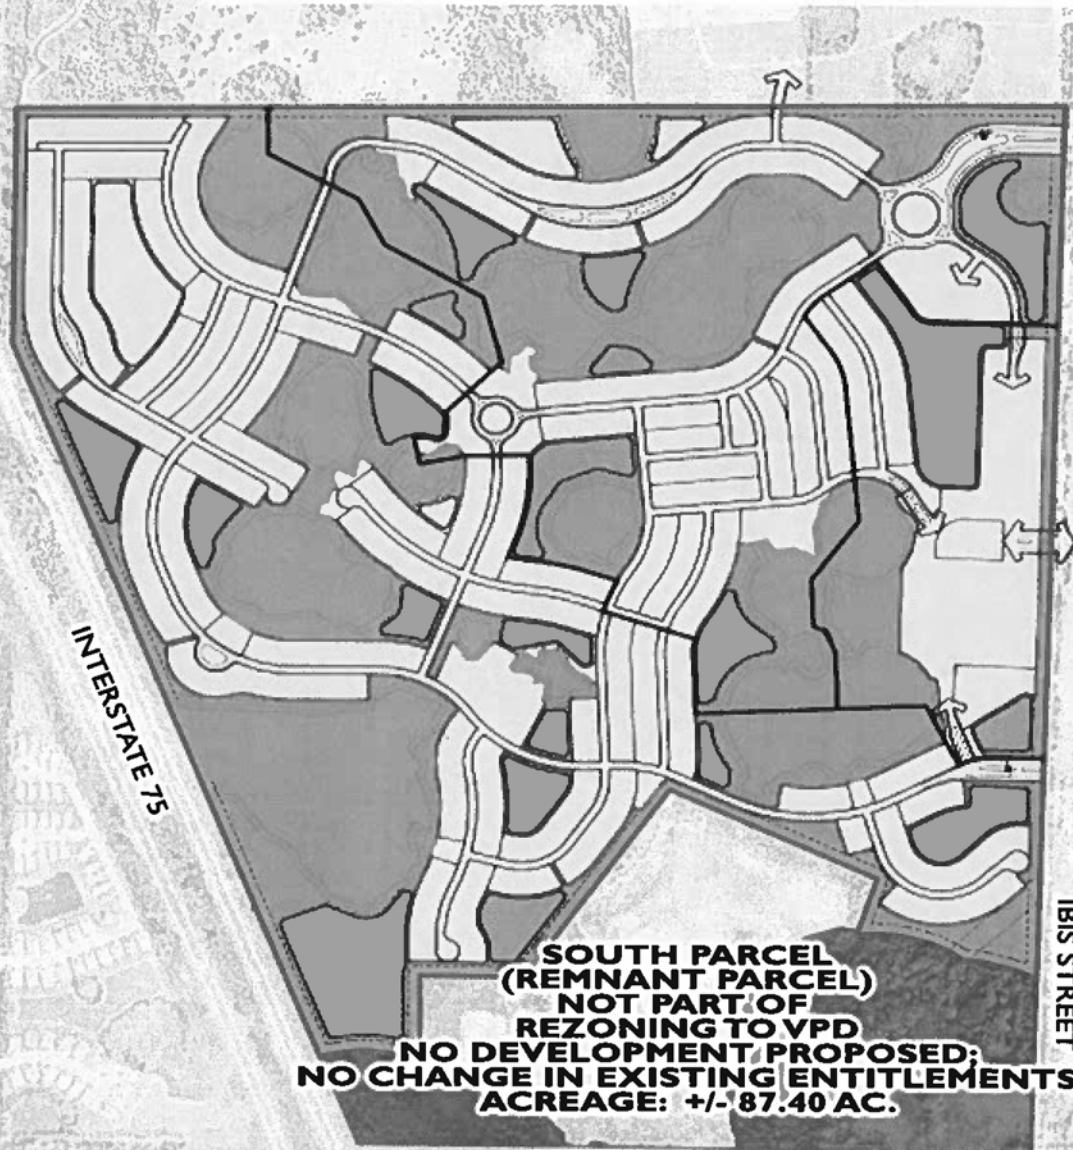 INTERSTATE 75
IBIS STREET
SOUTH PARCEL
(REMNANT PARCEL)
NOT PART OF
REZONING TO VPD
NO DEVELOPMENT PROPOSED;
NO CHANGE IN EXISTING ENTITLEMENTS
ACREAGE: +/- 87.40 AC.